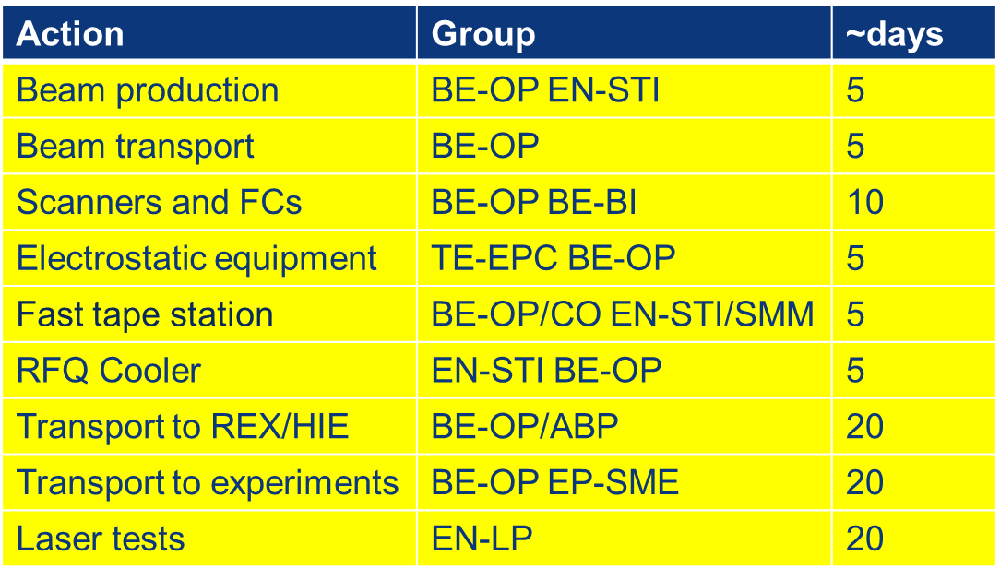 Action Group ~days
Beam production BE-OP EN-STI 5
Beam transport BE-OP 5
Scanners and FCs BE-OP BE-BI 10
Electrostatic equipment TE-EPC BE-OP 5
Fast tape station BE-OP/CO EN-STI/SMM 5
RFQ Cooler EN-STI BE-OP 5
Transport to REX/HIE BE-OP/ABP 20
Transport to experiments BE-OP EP-SME 20
Laser tests EN-LP 20